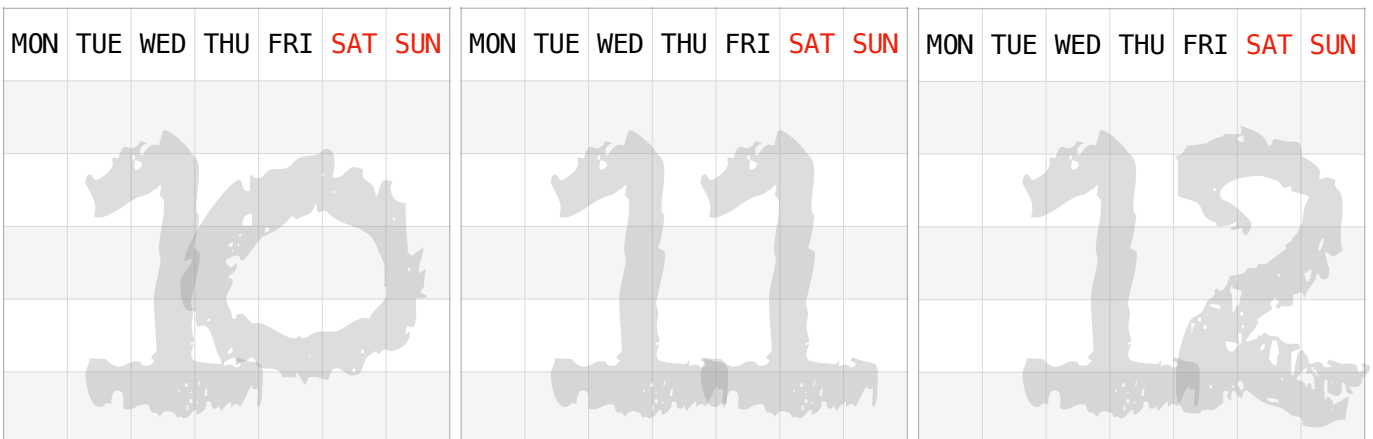 MON TUE WED THU FRI SAT SUN MON TUE WED THU FRI SAT SUN MON TUE WED THU FRI SAT SUN
10 11 12